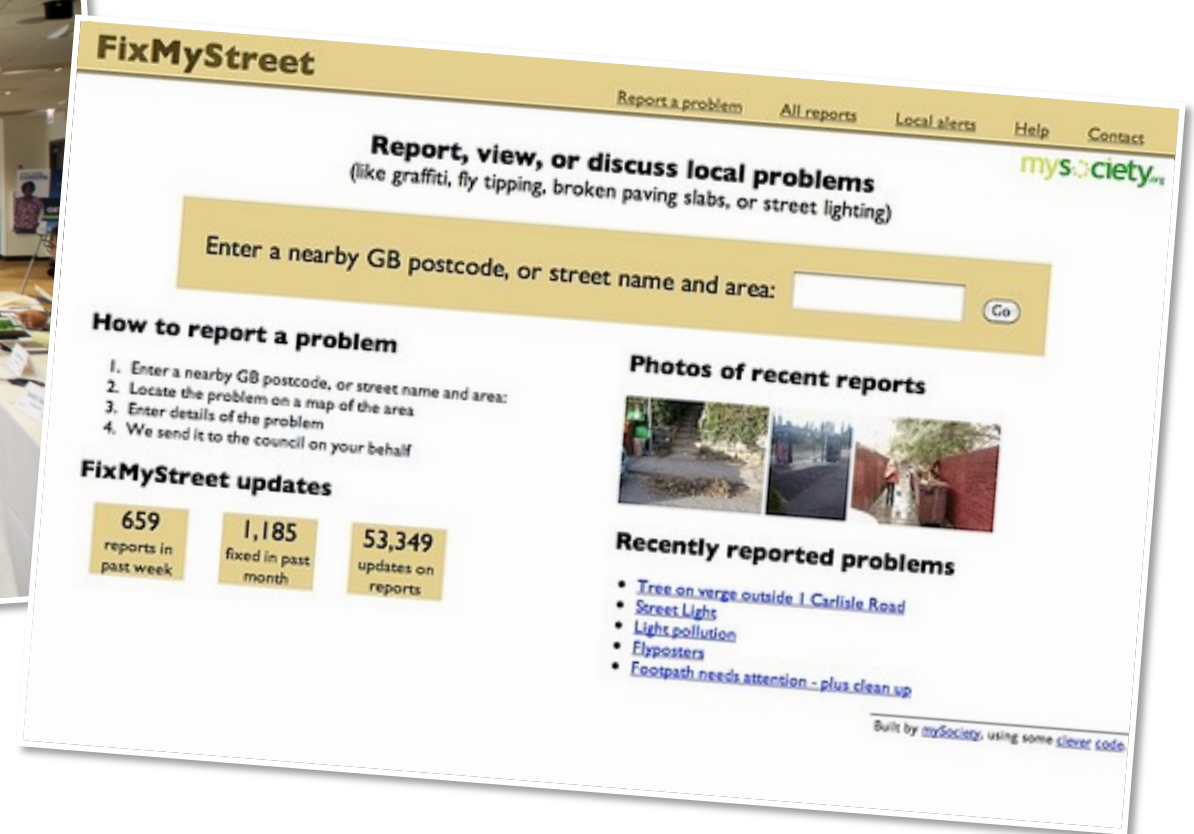 FixMyStreet
Report a problem
All reports
Local alerts
Help
Contact
mysociety.org
Report, view, or discuss local problems
(like graffiti, fly tipping, broken paving slabs, or street lighting)
Enter a nearby GB postcode, or street name and area:
Go
How to report a problem
1. Enter a nearby GB postcode, or street name and area:
2. Locate the problem on a map of the area
3. Enter details of the problem
4. We send it to the council on your behalf
FixMyStreet updates
659
reports in
past week
1,185
fixed in past
month
53,349
updates on
reports
Photos of recent reports
Recently reported problems
• Tree on verge outside 1 Carlisle Road
• Street Light
• Light pollution
• Flyposters
• Footpath needs attention - plus clean up
Built by mySociety, using some clever code.